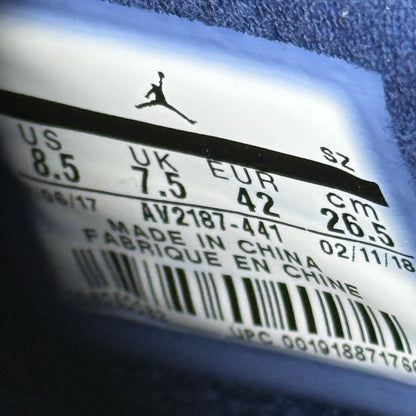 SZ
US UK EUR cm
8.5 7.5 42 26.5
06/17 AV2187-441 02/11/18
MADE IN CHINA
FABRIQUE EN CHINE
UPC